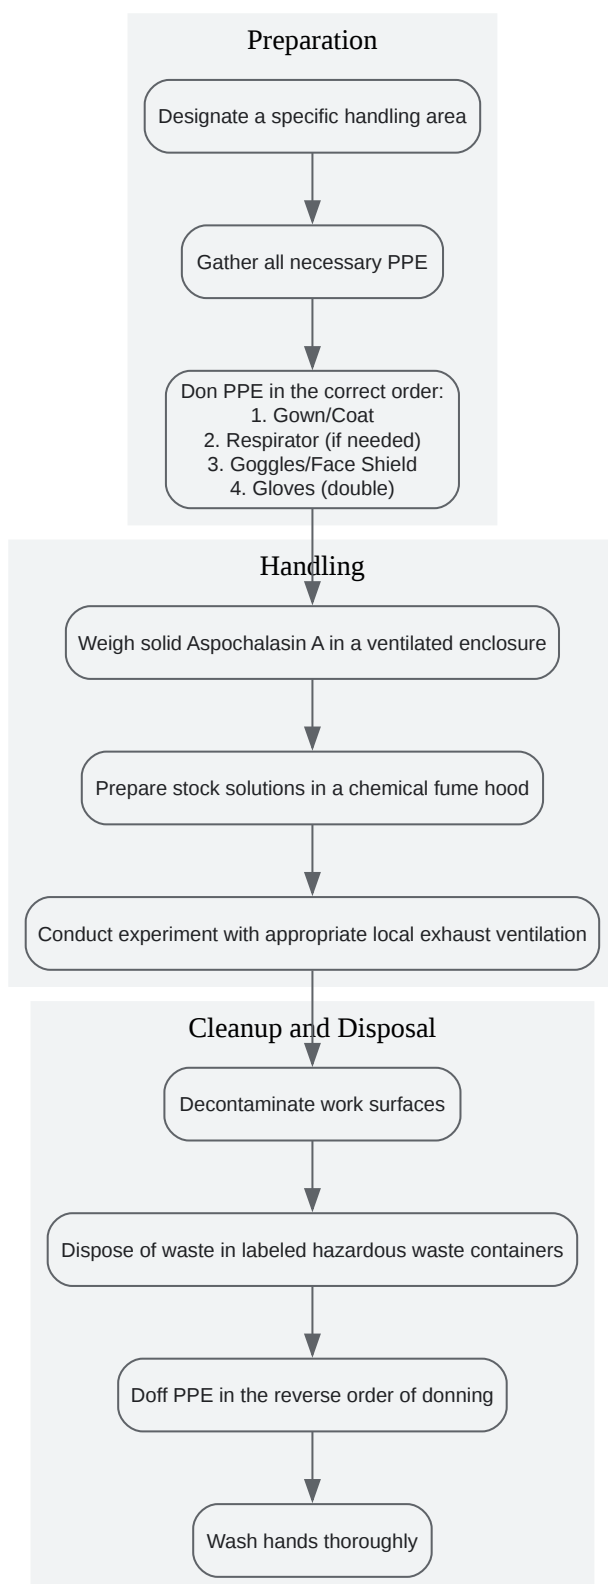 Preparation
Designate a specific handling area
Gather all necessary PPE
Don PPE in the correct order:
1. Gown/Coat
2. Respirator (if needed)
3. Goggles/Face Shield
4. Gloves (double)
Handling
Weigh solid Aspochalasin A in a ventilated enclosure
Prepare stock solutions in a chemical fume hood
Conduct experiment with appropriate local exhaust ventilation
Cleanup and Disposal
Decontaminate work surfaces
Dispose of waste in labeled hazardous waste containers
Doff PPE in the reverse order of donning
Wash hands thoroughly